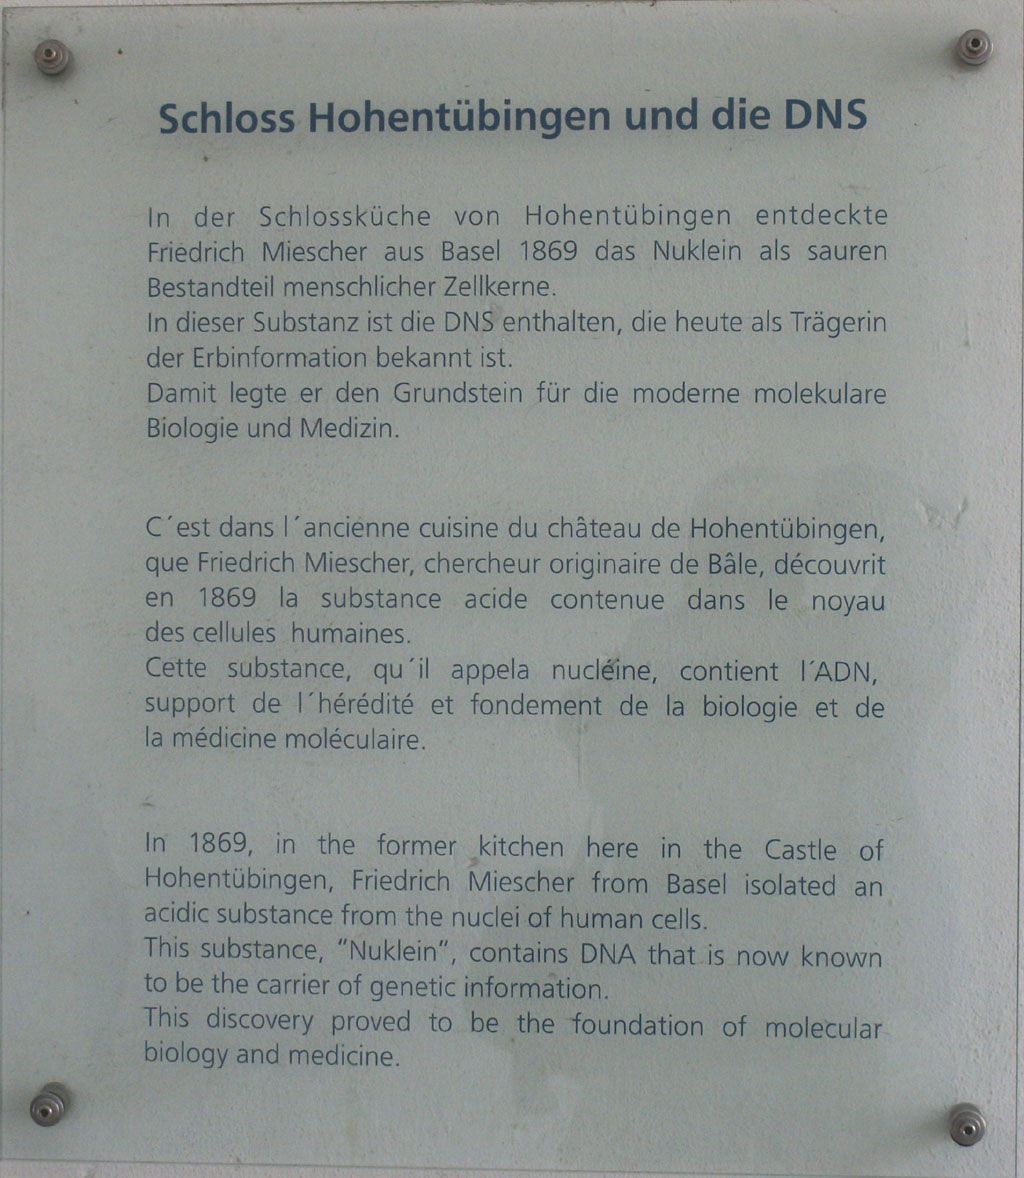 Schloss Hohentübingen und die DNS
In der Schlossküche von Hohentübingen entdeckte
Friedrich Miescher aus Basel 1869 das Nuklein als sauren
Bestandteil menschlicher Zellkerne.
In dieser Substanz ist die DNS enthalten, die heute als Trägerin
der Erbinformation bekannt ist.
Damit legte er den Grundstein für die moderne molekulare
Biologie und Medizin.
C´est dans l´ancienne cuisine du château de Hohentübingen,
que Friedrich Miescher, chercheur originaire de Bâle, découvrit
en 1869 la substance acide contenue dans le noyau
des cellules humaines.
Cette substance, qu´il appela nucléine, contient l´ADN,
support de l´hérédité et fondement de la biologie et de
la médicine moléculaire.
In 1869, in the former kitchen here in the Castle of
Hohentübingen, Friedrich Miescher from Basel isolated an
acidic substance from the nuclei of human cells.
This substance, “Nuklein”, contains DNA that is now known
to be the carrier of genetic information.
This discovery proved to be the foundation of molecular
biology and medicine.